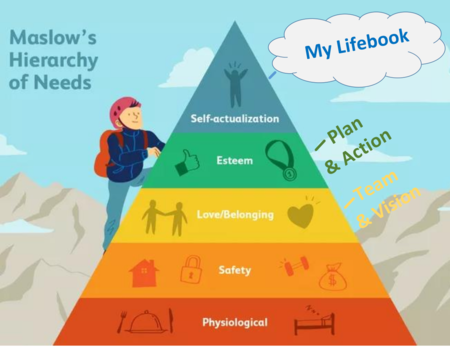 Maslow's
Hierarchy
of Needs
My Lifebook
Self-actualization
Plan
& Action
Esteem
$
Team
& Vision
Love/Belonging
Safety
$
Physiological